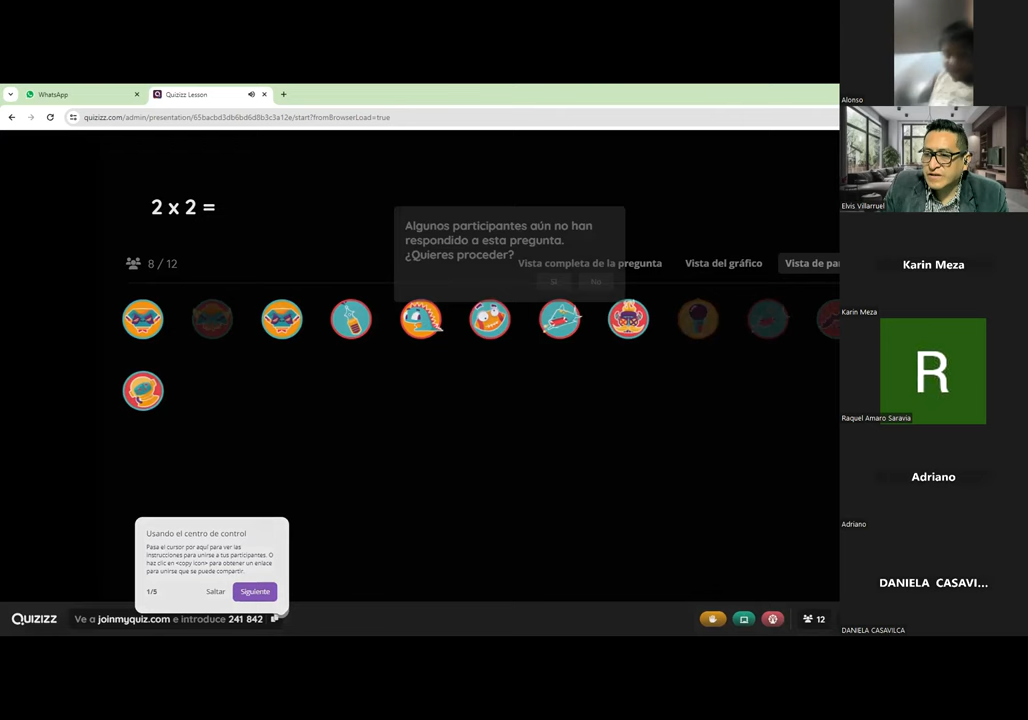 WhatsApp
Quizizz Lesson
quizizz.com/admin/presentation/65bacbd3db6bd6d8b3c3a12e/start?fromBrowserLoad=true
2 x 2 =
Algunos participantes aún no han
respondido a esta pregunta.
¿Quieres proceder?
Sí
No
8 / 12
Vista completa de la pregunta
Vista del gráfico
Vista de par
Usando el centro de control
Pasa el cursor por aquí para ver las
instrucciones para unirse a tus participantes. O
haz clic en <copy icon> para obtener un enlace
para unirse que se puede compartir.
1/5
Saltar
Siguiente
QUIZIZZ
Ve a joinmyquiz.com e introduce 241 842
12
Alonso
Elvis Villarruel
Karin Meza
Karin Meza
R
Raquel Amaro Saravia
Adriano
Adriano
DANIELA CASAVI...
DANIELA CASAVILCA